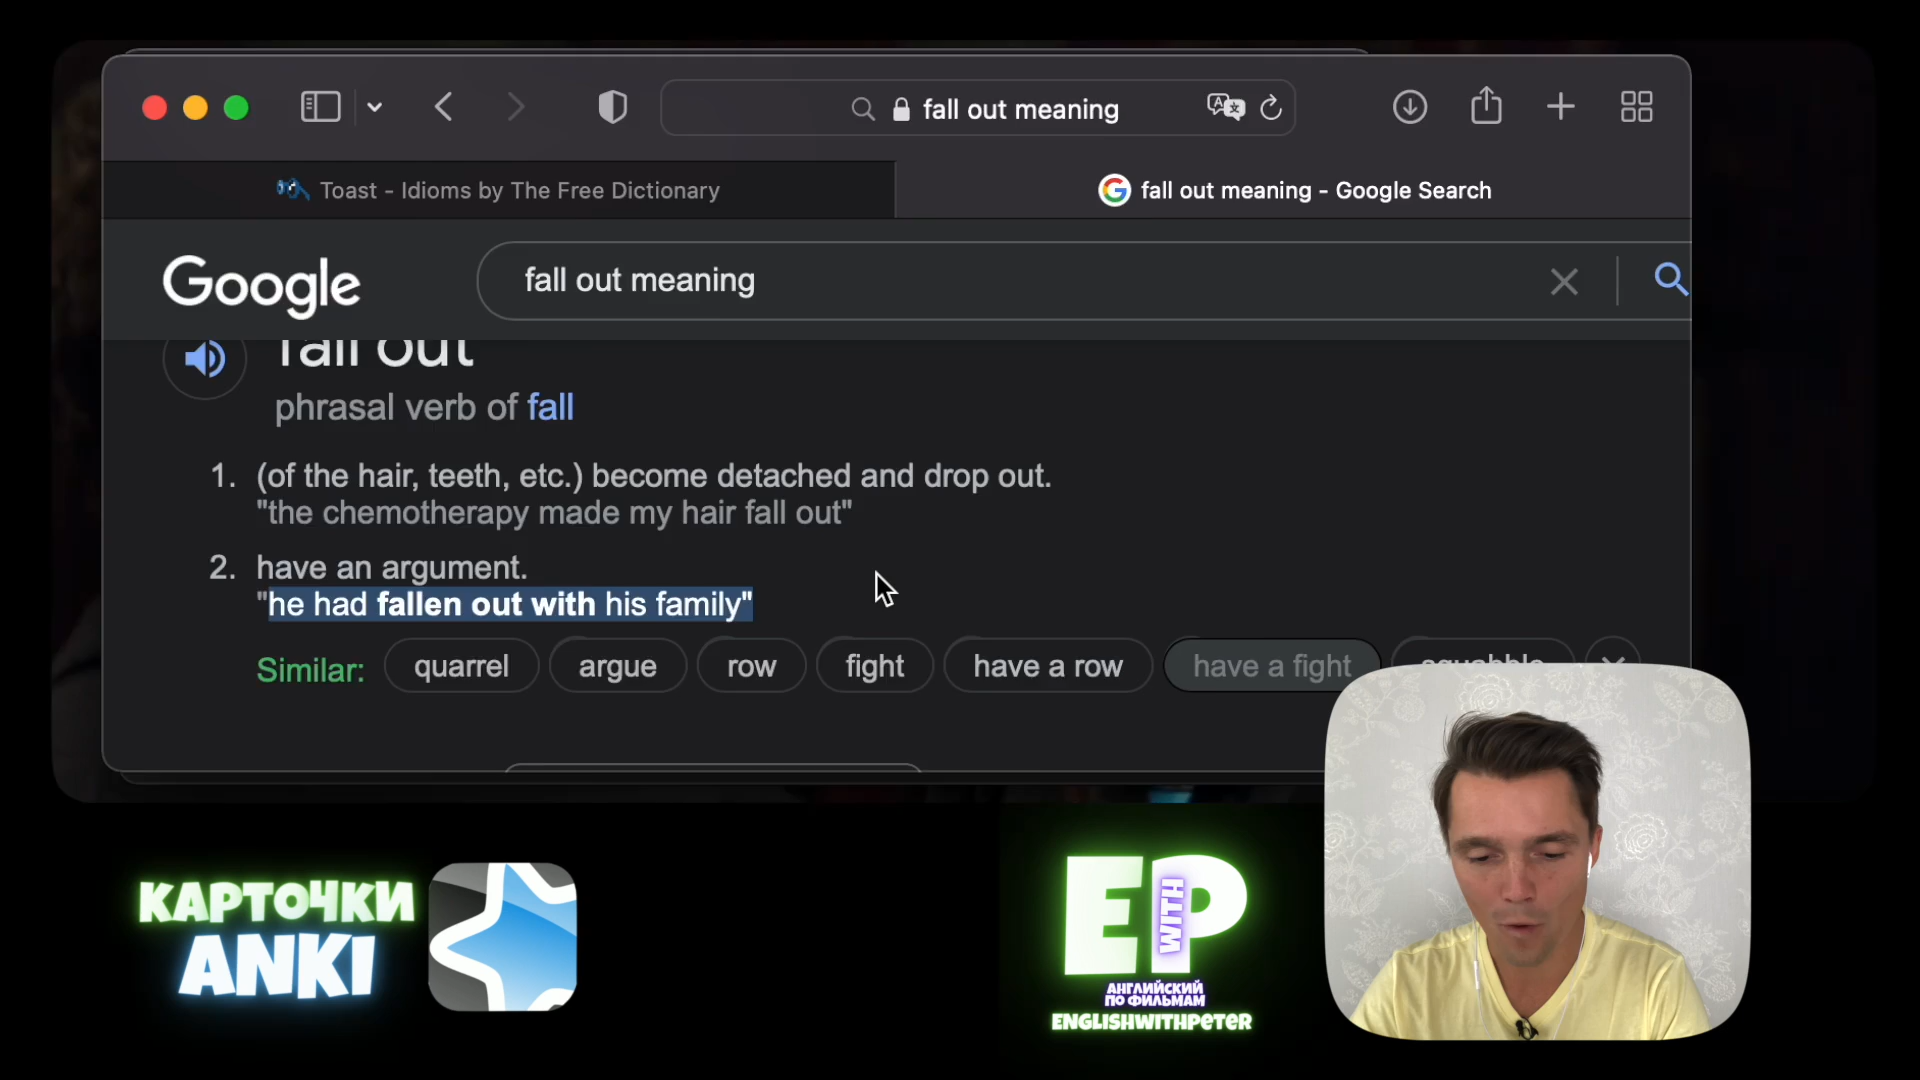 fall out meaning
Toast - Idioms by The Free Dictionary
fall out meaning - Google Search
Google
fall out meaning
fall out
phrasal verb of fall
1. (of the hair, teeth, etc.) become detached and drop out.
"the chemotherapy made my hair fall out"
2. have an argument.
"he had fallen out with his family"
Similar: quarrel argue row fight have a row have a fight squabble
КАРТОЧКИ
ANKI
EP
WITH
АНГЛИЙСКИЙ
ПО ФИЛЬМАМ
ENGLISHWITHPETER